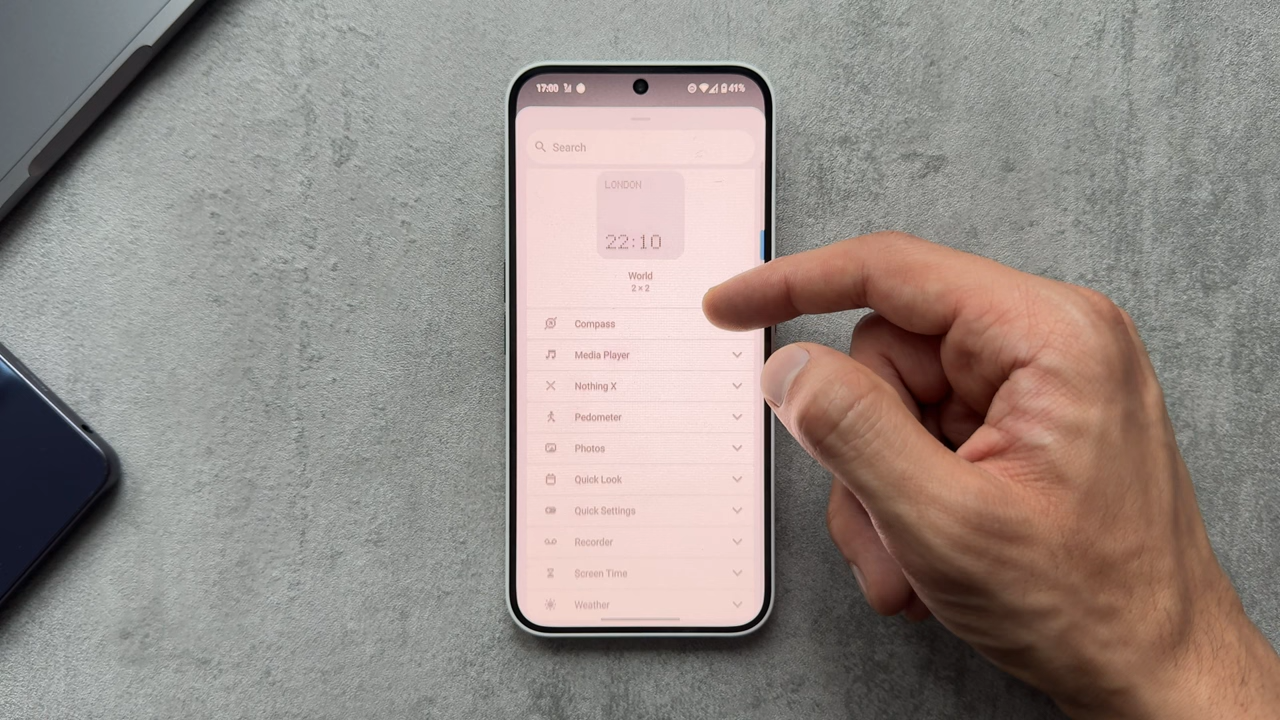 17:00 41%
Search
LONDON
22:10
World
2 × 2
Compass
Media Player
Nothing X
Pedometer
Photos
Quick Look
Quick Settings
Recorder
Screen Time
Weather